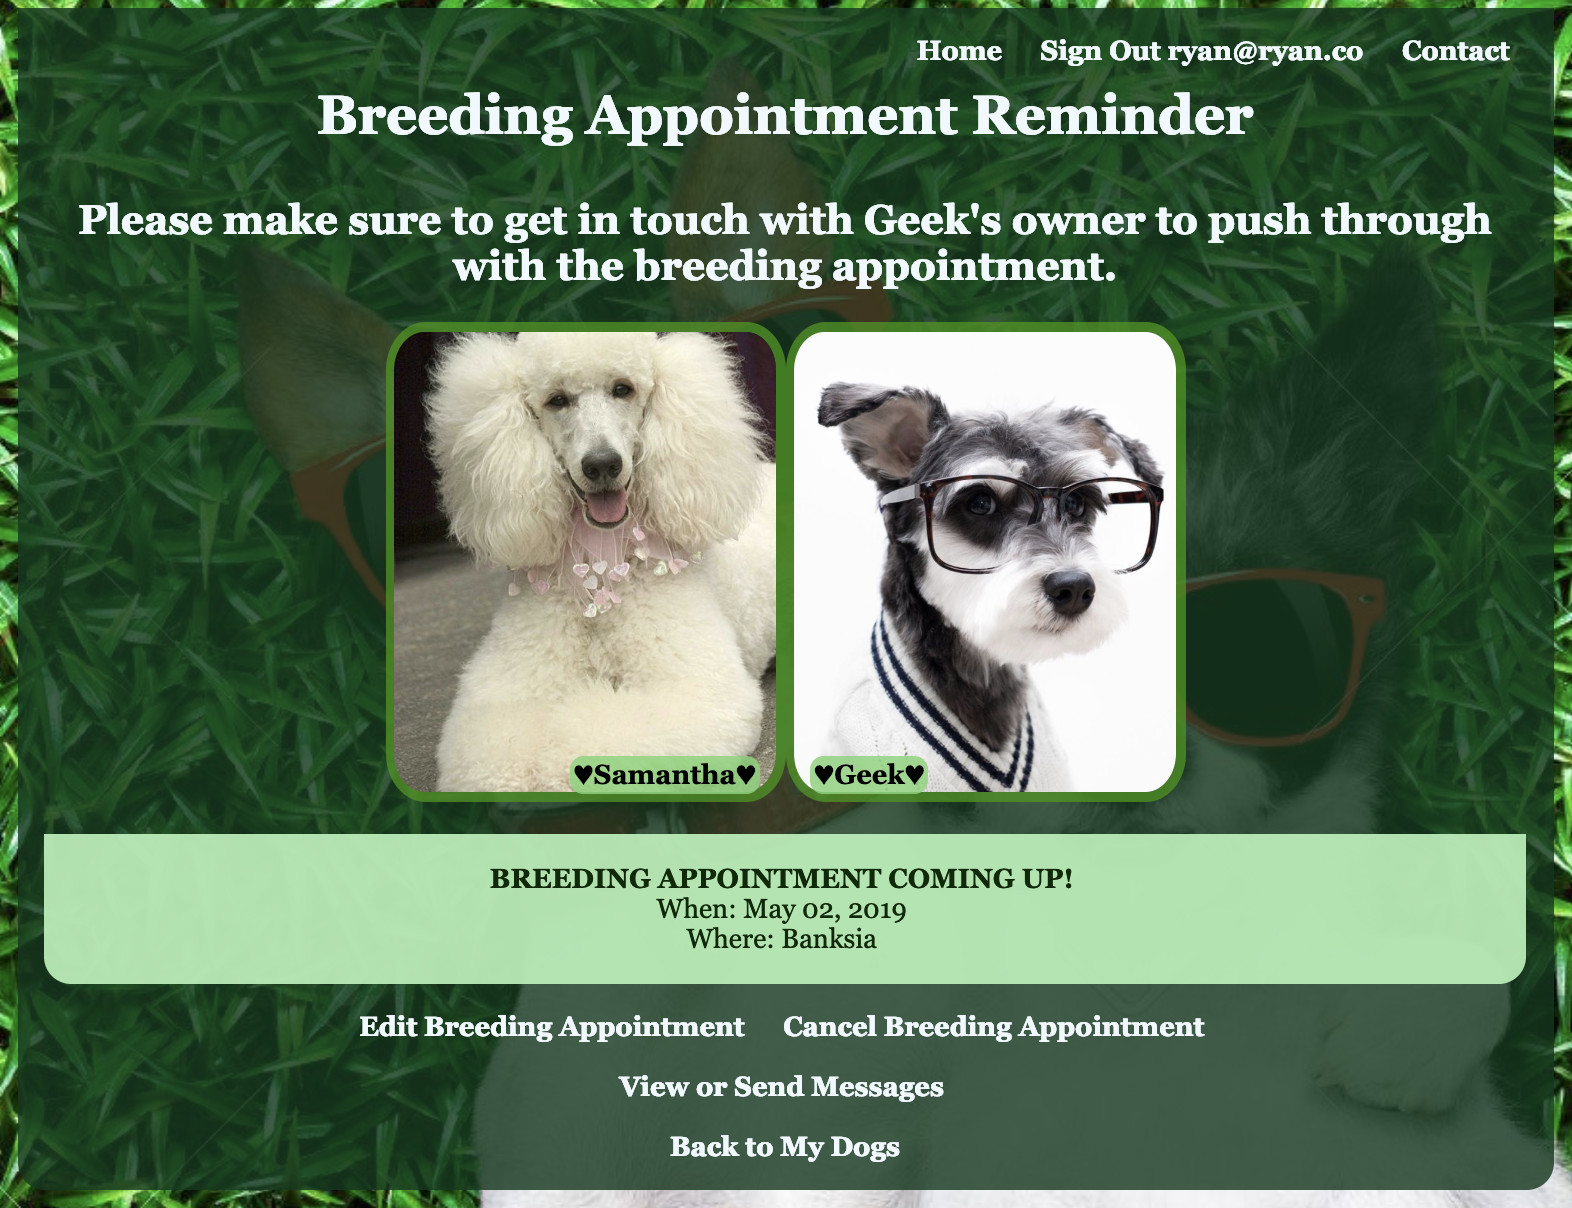 Home Sign Out ryan@ryan.co Contact
Breeding Appointment Reminder
Please make sure to get in touch with Geek's owner to push through
with the breeding appointment.
♥Samantha♥ ♥Geek♥
BREEDING APPOINTMENT COMING UP!
When: May 02, 2019
Where: Banksia
Edit Breeding Appointment Cancel Breeding Appointment
View or Send Messages
Back to My Dogs